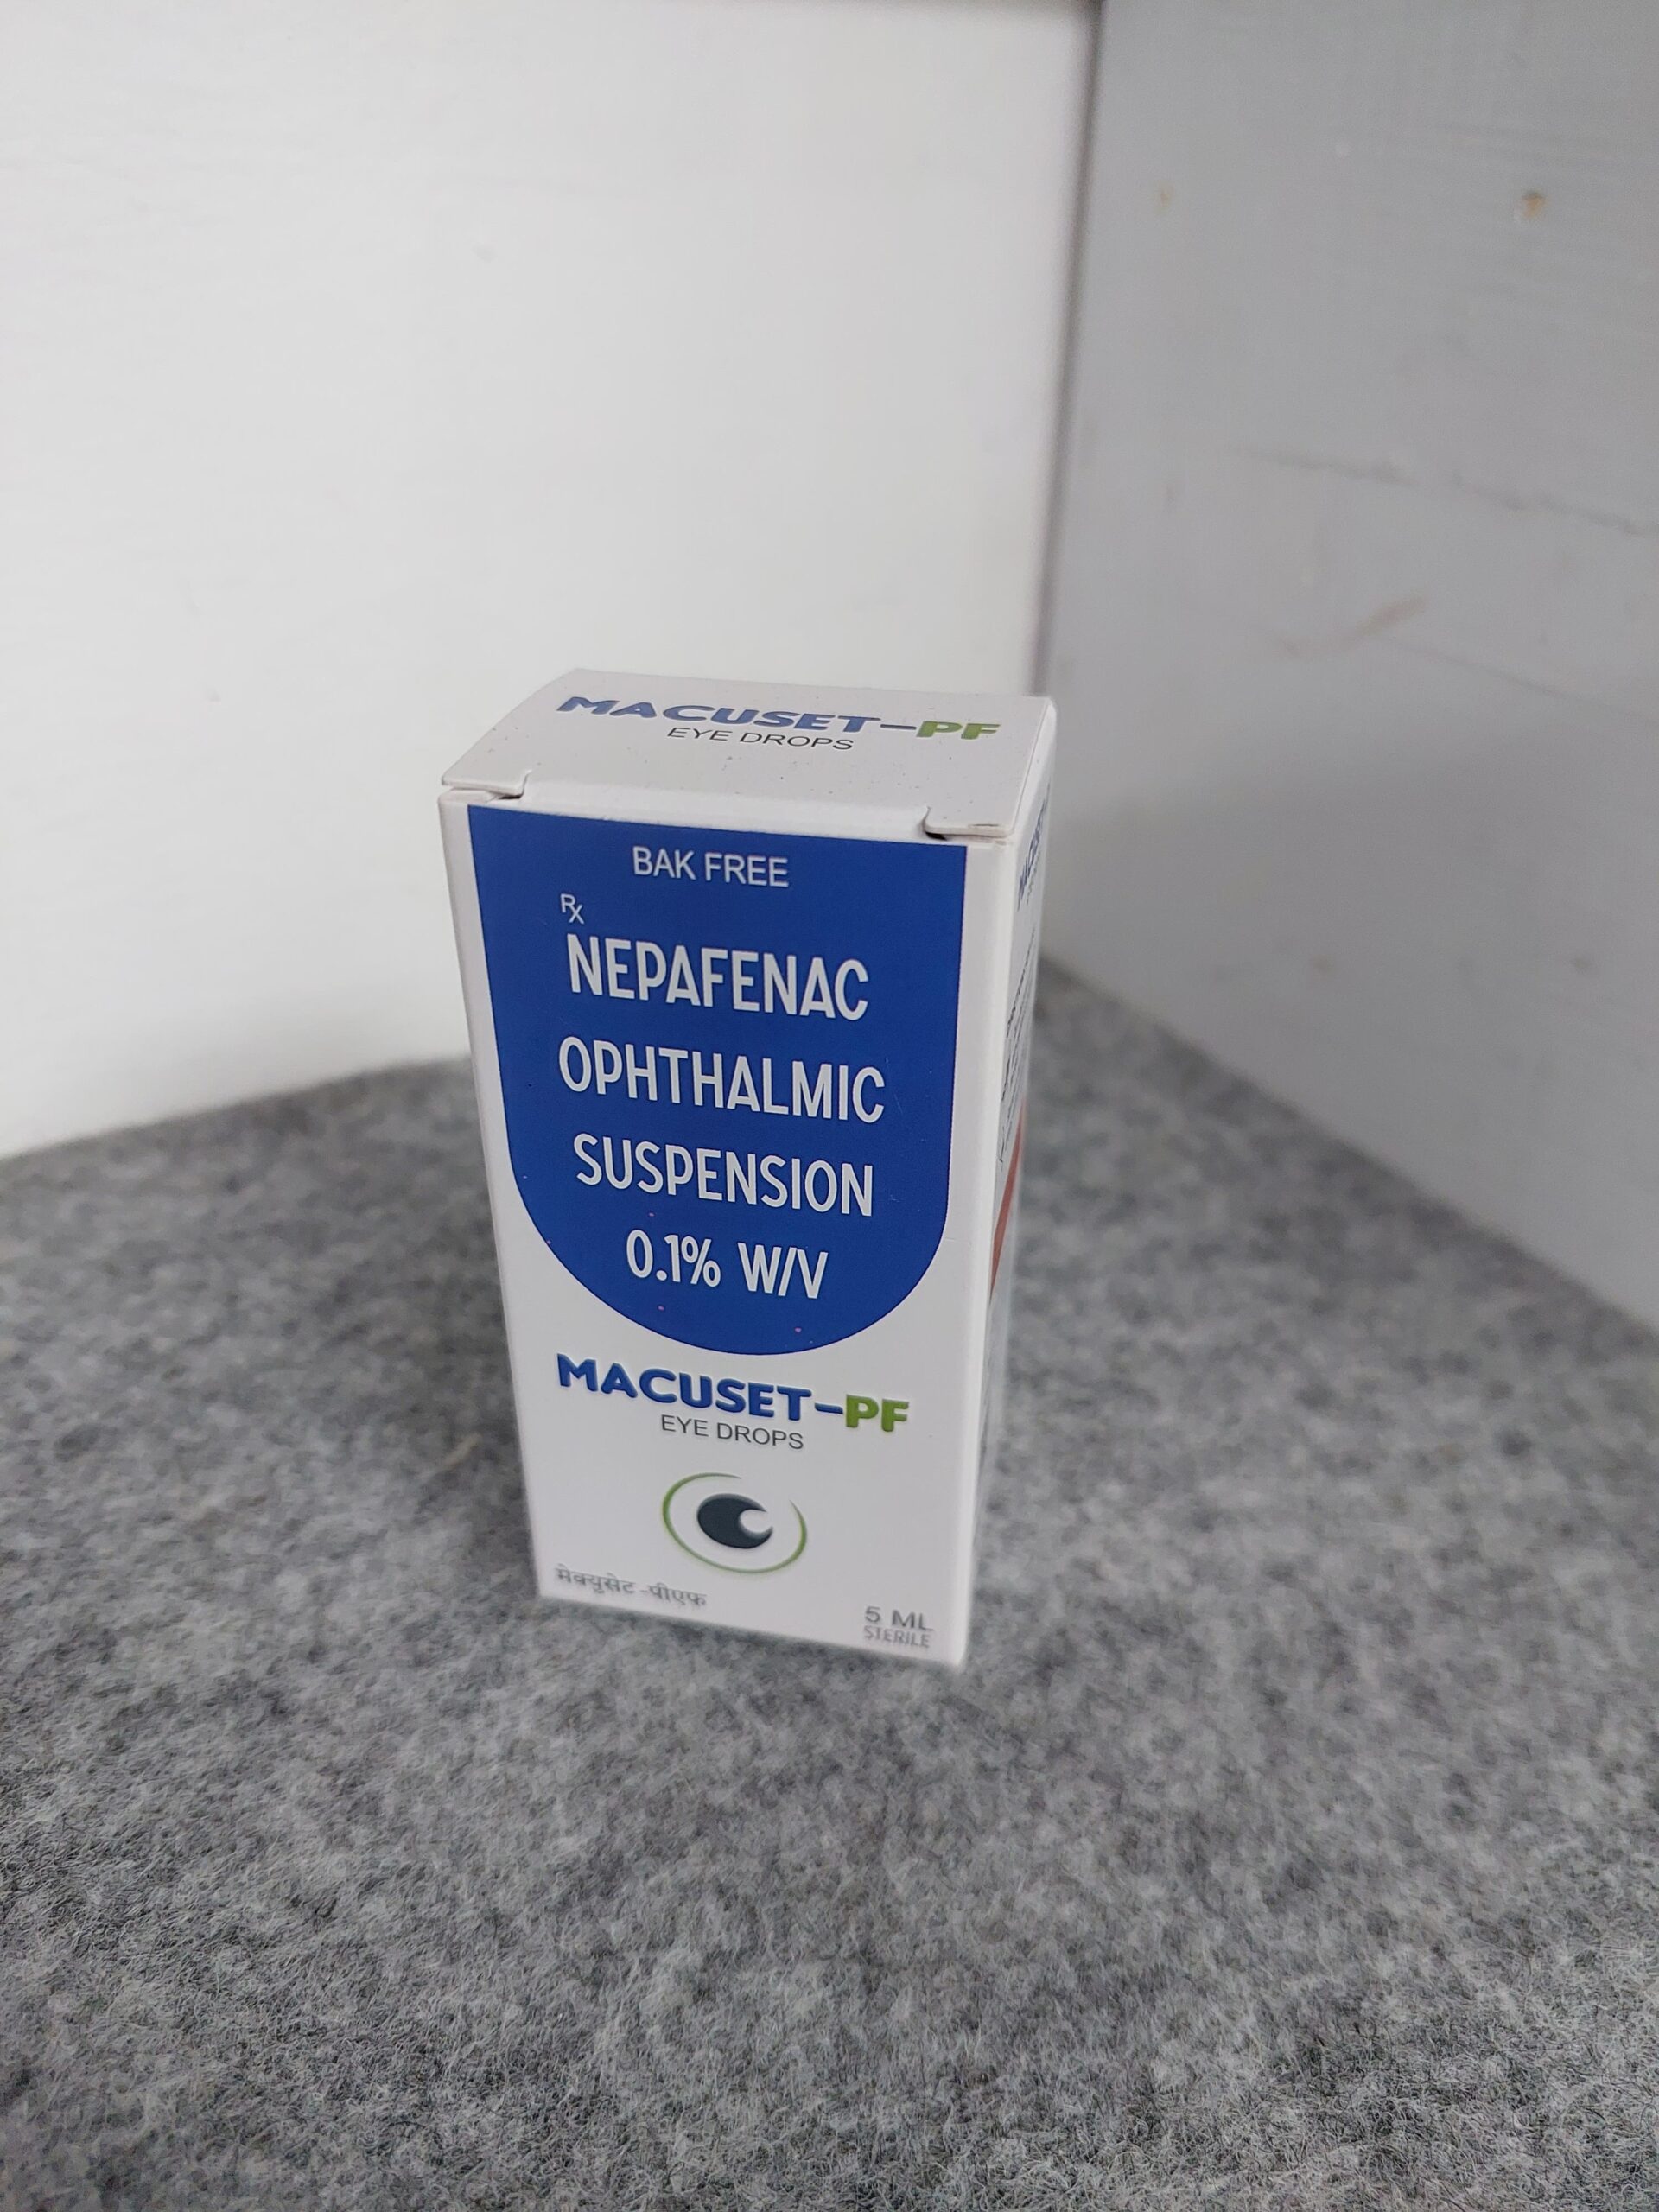 MACUSET-PF
EYE DROPS
BAK FREE
Rx
NEPAFENAC
OPHTHALMIC
SUSPENSION
0.1% W/V
MACUSET-PF
EYE DROPS
मेक्युसेट-पीएफ
5 ML
STERILE